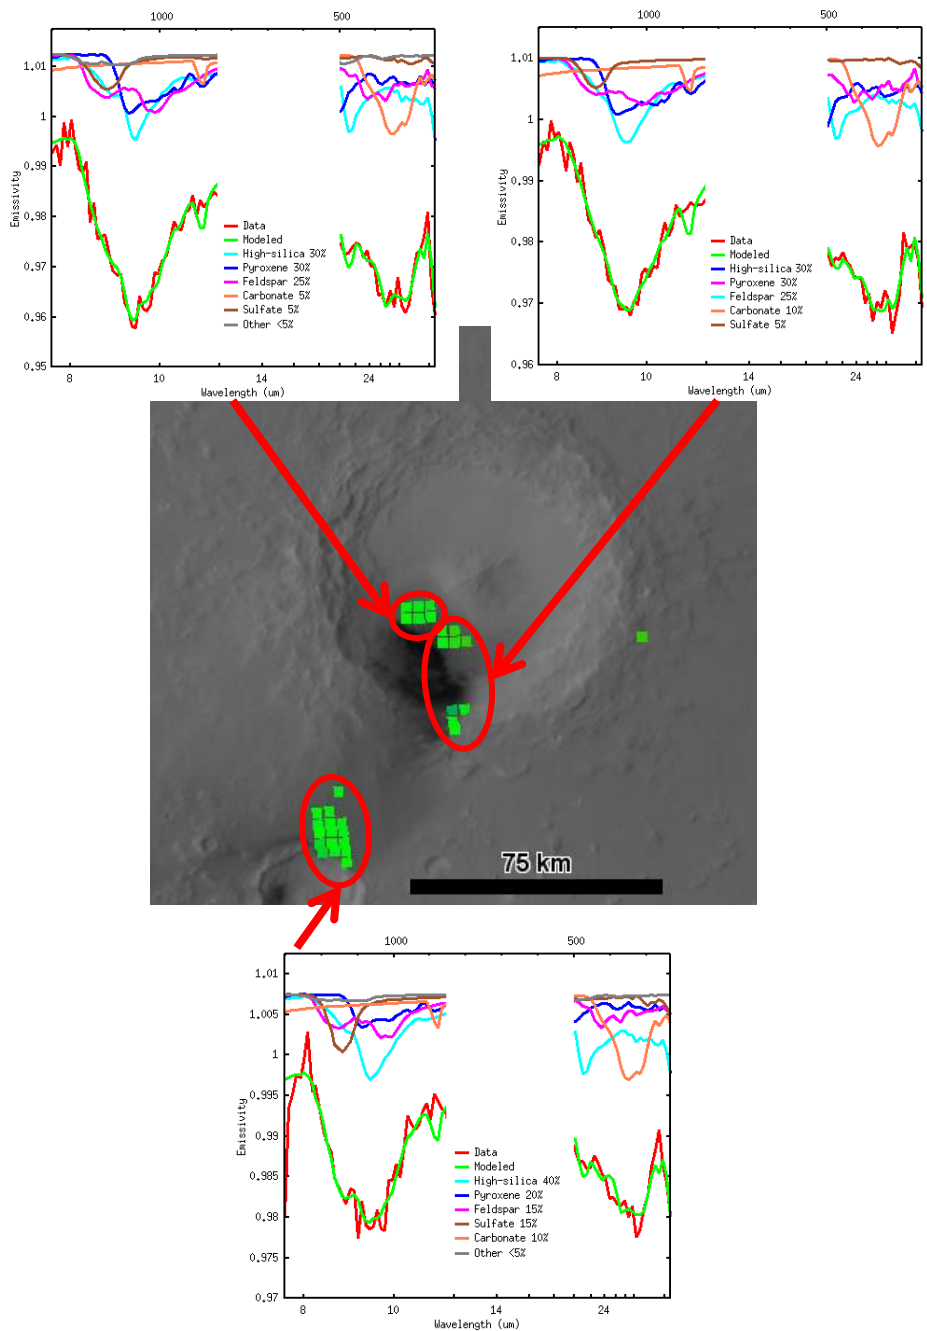 1000 500
1.01
1
0.99
0.98
0.97
0.96
0.95
Emissivity
Data
Modeled
High-silica 30%
Pyroxene 30%
Feldspar 25%
Carbonate 5%
Sulfate 5%
Other <5%
8 10 14 24
Wavelength (um)
1000 500
1.01
1
0.99
0.98
0.97
0.96
Emissivity
Data
Modeled
High-silica 30%
Pyroxene 30%
Feldspar 25%
Carbonate 10%
Sulfate 5%
8 10 14 24
Wavelength (um)
75 km
1000 500
1.01
1.005
1
0.995
0.99
0.985
0.98
0.975
0.97
Emissivity
Data
Modeled
High-silica 40%
Pyroxene 20%
Feldspar 15%
Sulfate 15%
Carbonate 10%
Other <5%
8 10 14 24
Wavelength (um)